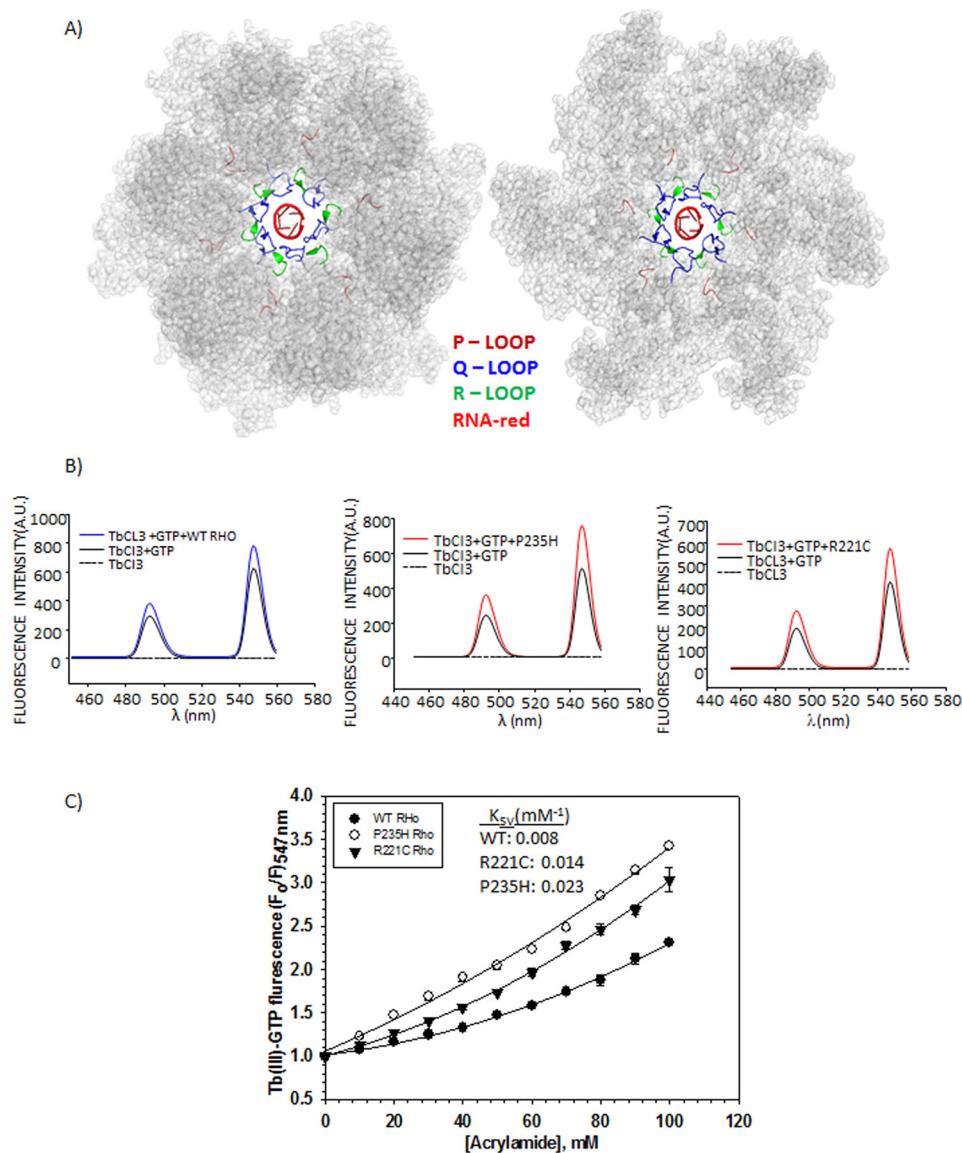 A)
P – LOOP
Q – LOOP
R – LOOP
RNA-red
B)
FLUORESCENCE INTENSITY(A.U.)
1000
800
600
400
200
0
TbCL3 +GTP+WT RHO
TbCl3+GTP
TbCl3
460 480 500 520 540 560 580
λ (nm)
FLUORESCENCE INTENSITY(A.U.)
800
600
400
200
0
TbCl3+GTP+P235H
TbCl3+GTP
TbCl3
440 460 480 500 520 540 560 580
λ (nm)
FLUORESCENCE INTENSITY(A.U.)
700
600
500
400
300
200
100
0
TbCl3+GTP+R221C
TbCL3+GTP
TbCL3
440 460 480 500 520 540 560 580
λ(nm)
C)
Tb(III)-GTP flurescence (Fo/F)547nm
4.0
3.5
3.0
2.5
2.0
1.5
1.0
0.5
WT RHo
P235H Rho
R221C Rho
KSV(mM-1)
WT: 0.008
R221C: 0.014
P235H: 0.023
0 20 40 60 80 100 120
[Acrylamide], mM